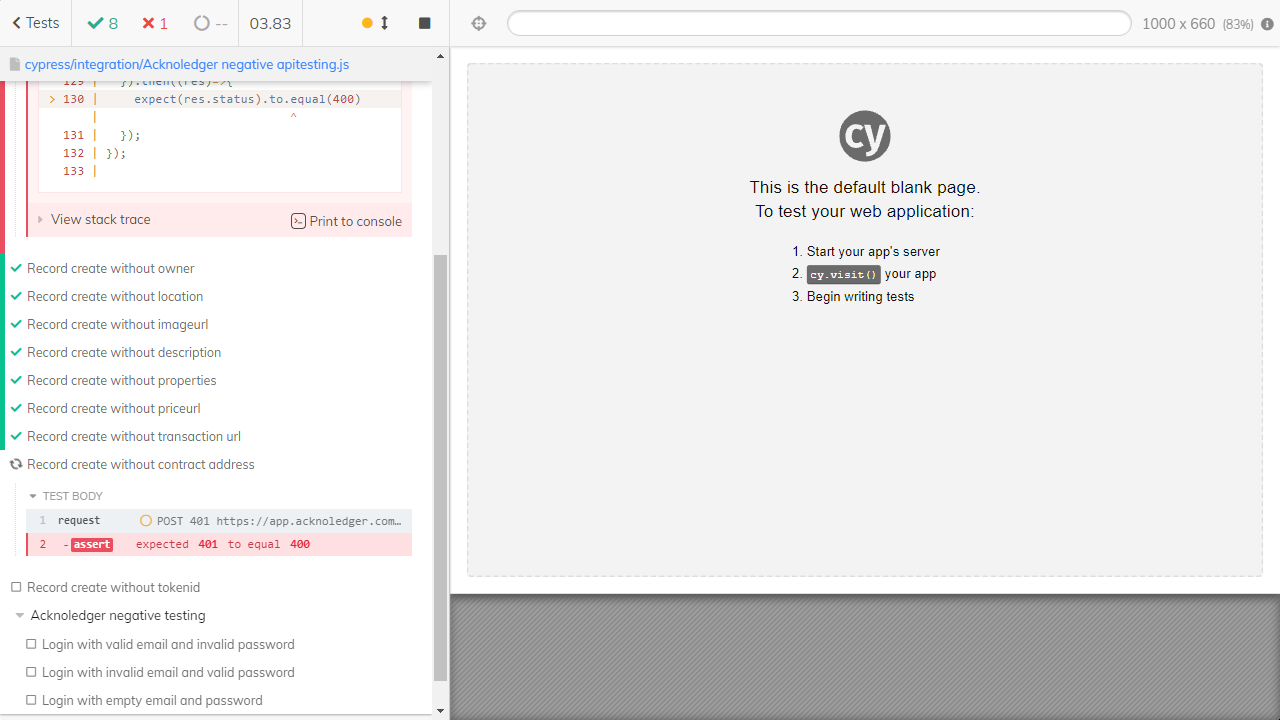 Tests 8 1 -- 03.83 1000 x 660 (83%)
cypress/integration/Acknoledger negative apitesting.js
129 | }).then((res)=>{
> 130 | expect(res.status).to.equal(400)
| ^
131 | });
132 | });
133 |
View stack trace Print to console
Record create without owner
Record create without location
Record create without imageurl
Record create without description
Record create without properties
Record create without priceurl
Record create without transaction url
Record create without contract address
TEST BODY
1 request POST 401 https://app.acknoledger.com…
2 -assert expected 401 to equal 400
Record create without tokenid
Acknoledger negative testing
Login with valid email and invalid password
Login with invalid email and valid password
Login with empty email and password
cy
This is the default blank page.
To test your web application:
1. Start your app's server
2. cy.visit() your app
3. Begin writing tests